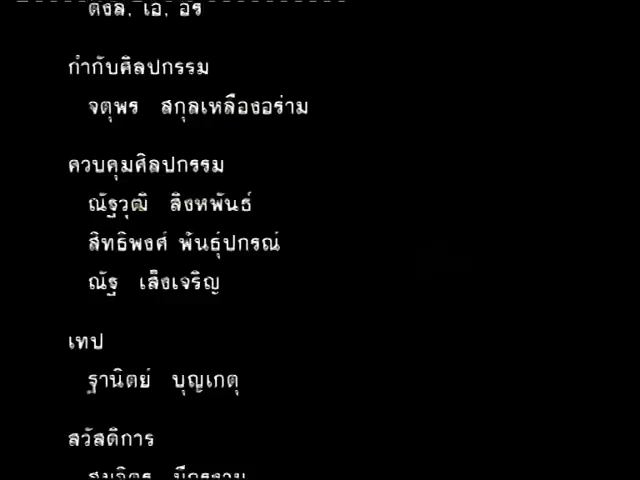 ติงลี่, เอ, อร
กำกับศิลปกรรม
จตุพร สกุลเหลืองอร่าม
ควบคุมศิลปกรรม
ณัฐวุฒิ สิงหพันธ์
สิทธิพงศ์ พันธุ์ปกรณ์
ณัฐ เล็งเจริญ
เทป
ฐานิตย์ บุญเกตุ
สวัสดิการ